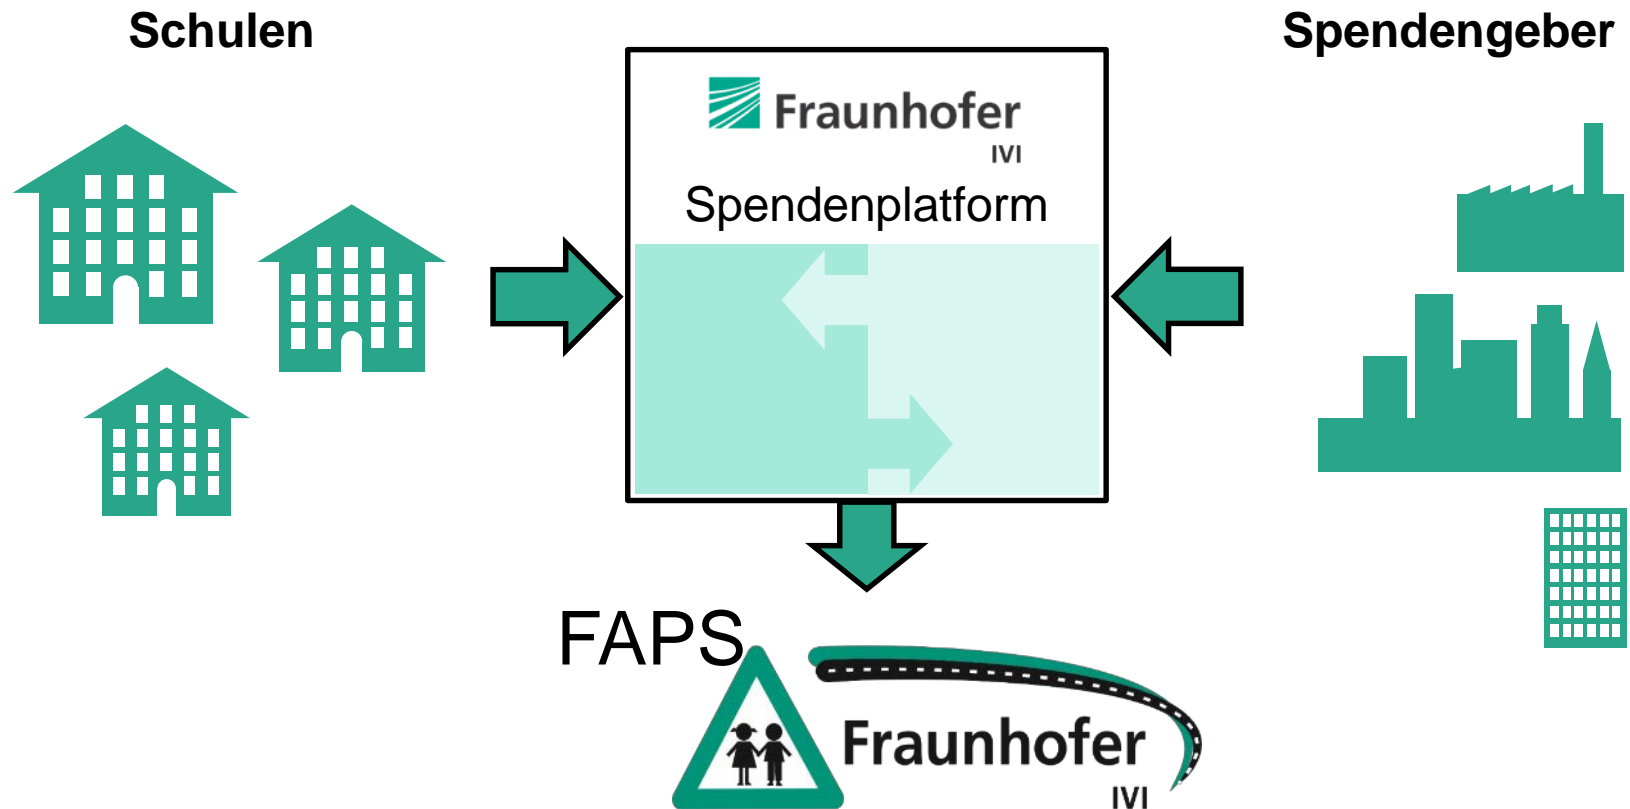 Schulen
Spendengeber
Fraunhofer
IVI
Spendenplatform
FAPS
Fraunhofer
IVI